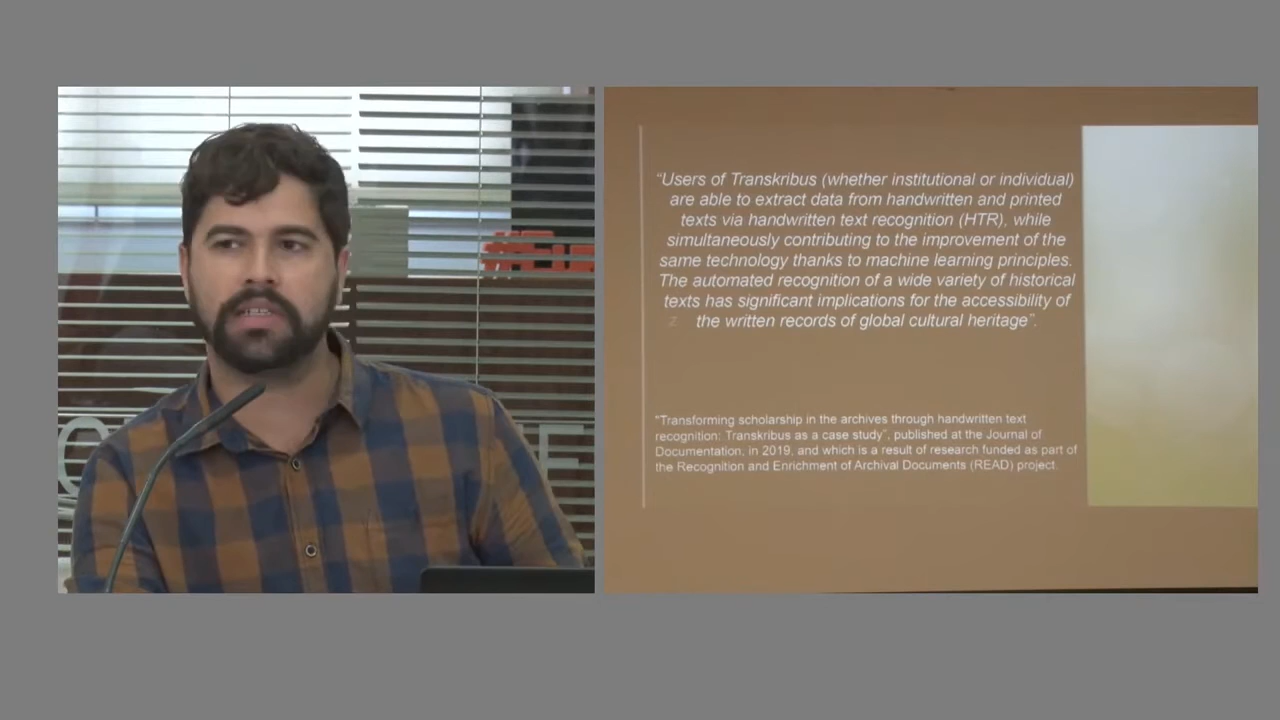 “Users of Transkribus (whether institutional or individual)
are able to extract data from handwritten and printed
texts via handwritten text recognition (HTR), while
simultaneously contributing to the improvement of the
same technology thanks to machine learning principles.
The automated recognition of a wide variety of historical
texts has significant implications for the accessibility of
the written records of global cultural heritage”.
“Transforming scholarship in the archives through handwritten text
recognition: Transkribus as a case study”, published at the Journal of
Documentation, in 2019, and which is a result of research funded as part of
the Recognition and Enrichment of Archival Documents (READ) project.